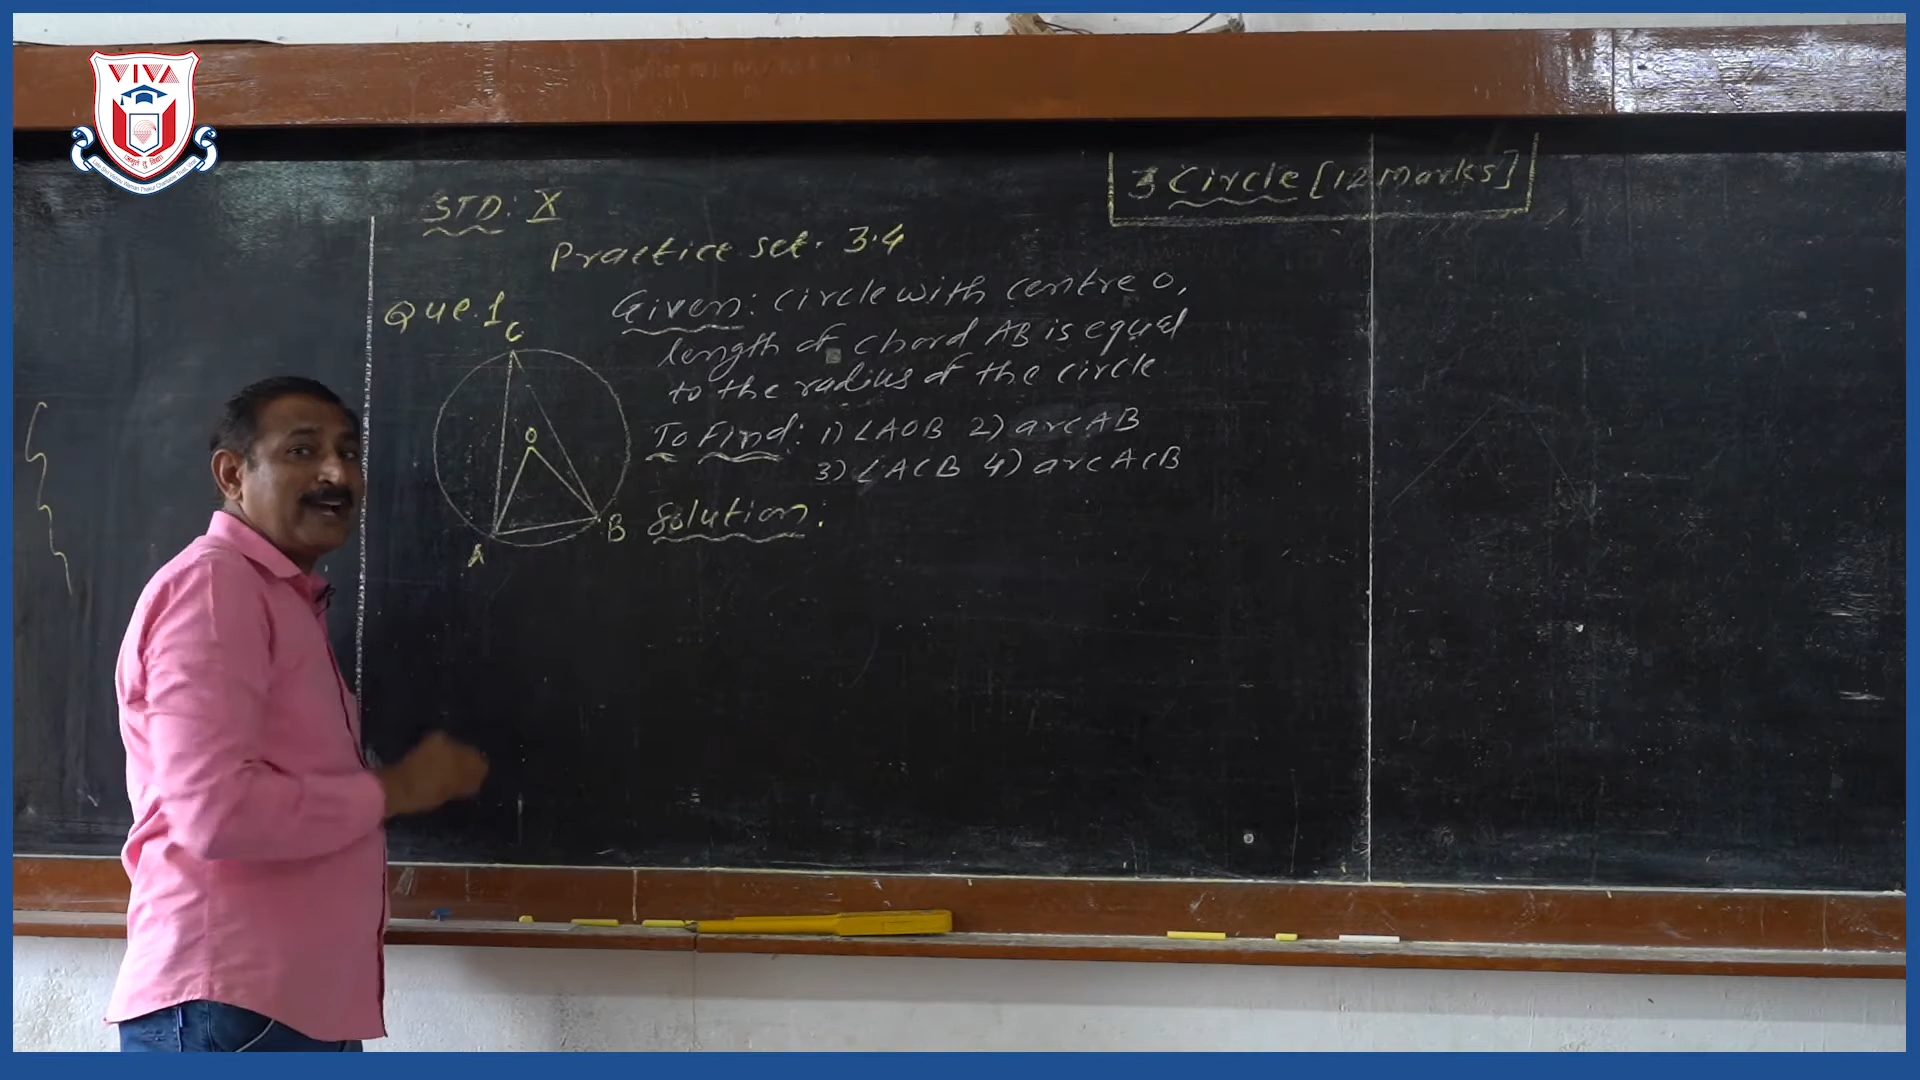 VIVA
3 Circle [12 Marks]
STD: X
Practice set. 3.4
Que.1
Given: Circle with centre O,
length of chord AB is equal
to the radius of the circle.
To Find: 1) ∠AOB 2) arc AB
3) ∠ACB 4) arc ACB
Solution:
C
O
A
B